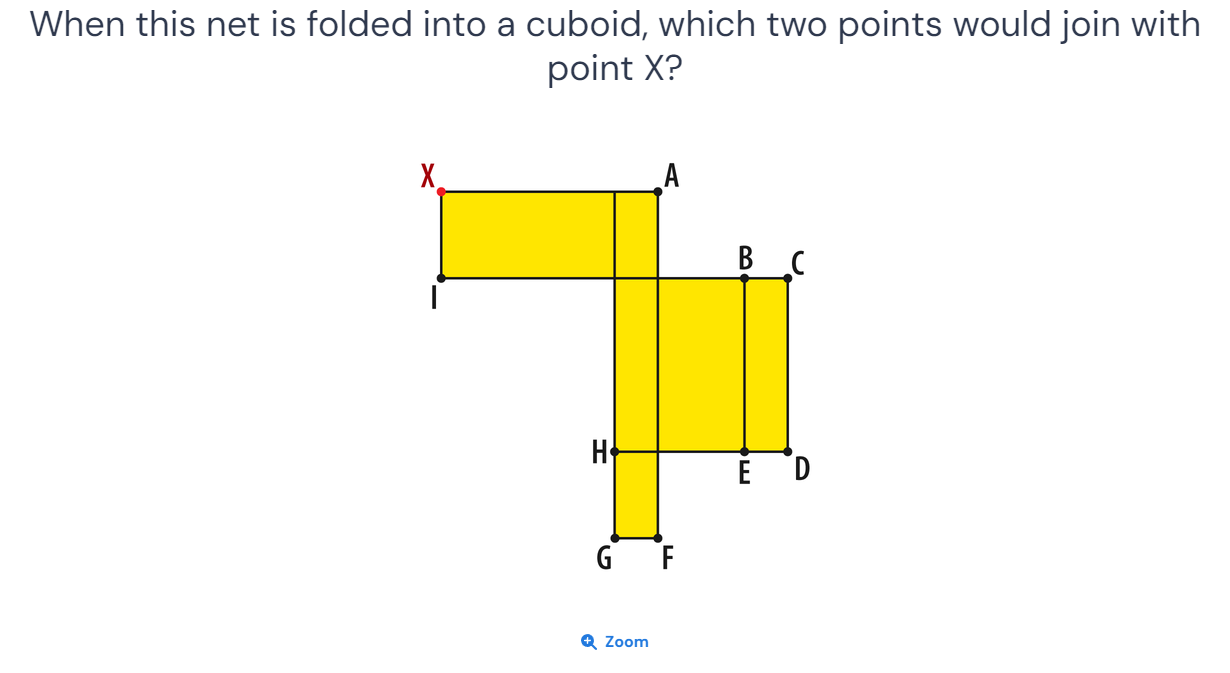 When this net is folded into a cuboid, which two points would join with
point X?
X
A
B
C
I
H
E
D
G
F
Zoom